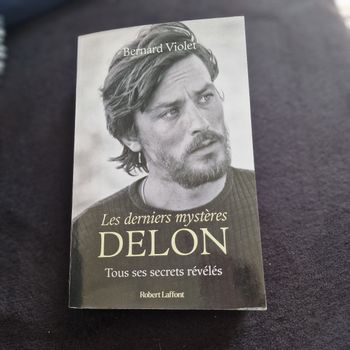 Bernard Violet
Les derniers mystères
DELON
Tous ses secrets révélés
Robert Laffont